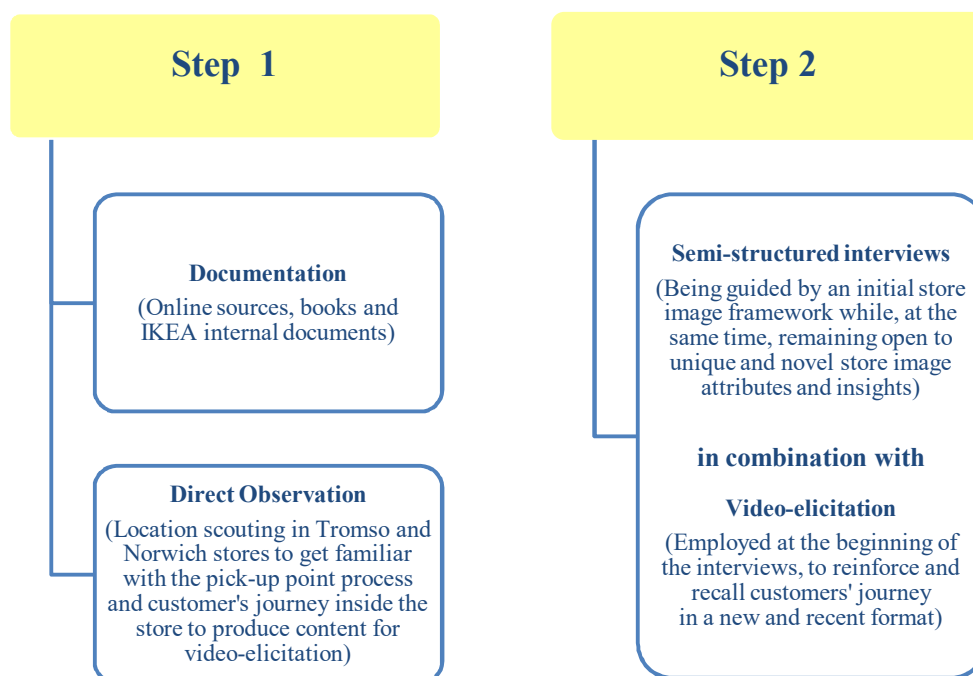 Step 1
Documentation
(Online sources, books and
IKEA internal documents)
Direct Observation
(Location scouting in Tromso and
Norwich stores to get familiar
with the pick-up point process
and customer's journey inside the
store to produce content for
video-elicitation)
Step 2
Semi-structured interviews
(Being guided by an initial store
image framework while, at the
same time, remaining open to
unique and novel store image
attributes and insights)
in combination with
Video-elicitation
(Employed at the beginning of
the interviews, to reinforce and
recall customers' journey
in a new and recent format)